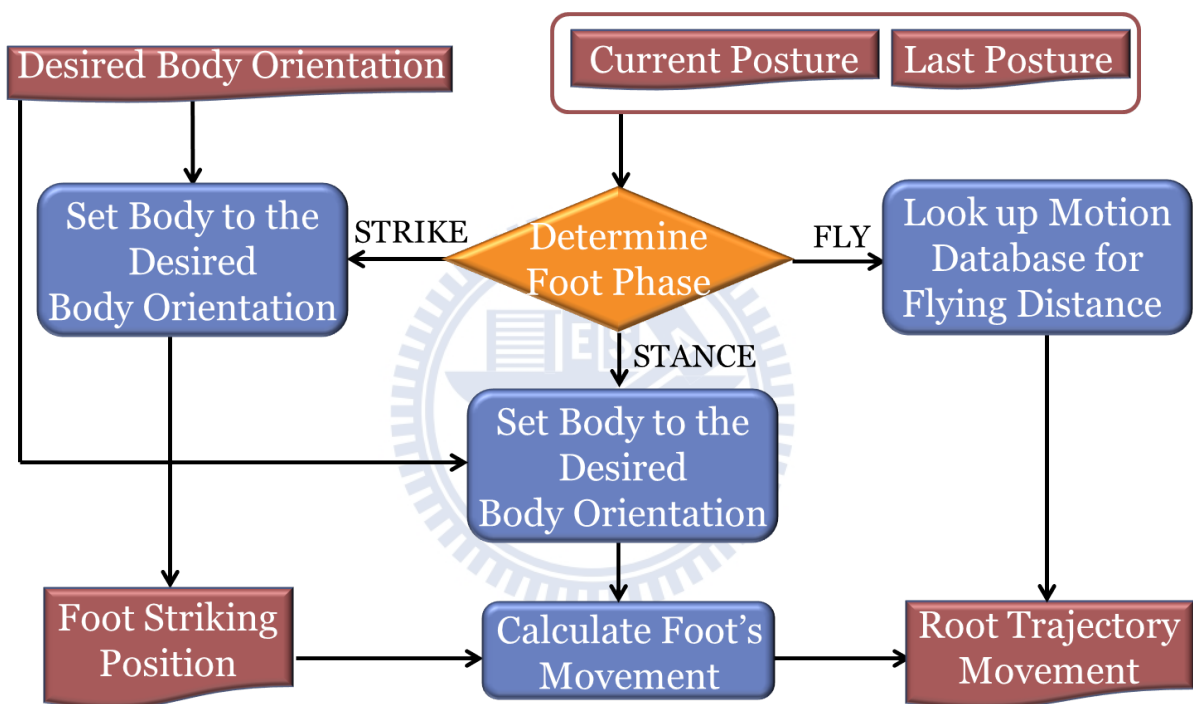 Desired Body Orientation
Current Posture
Last Posture
Set Body to the
Desired
Body Orientation
STRIKE
Determine
Foot Phase
FLY
Look up Motion
Database for
Flying Distance
STANCE
Set Body to the
Desired
Body Orientation
Foot Striking
Position
Calculate Foot’s
Movement
Root Trajectory
Movement